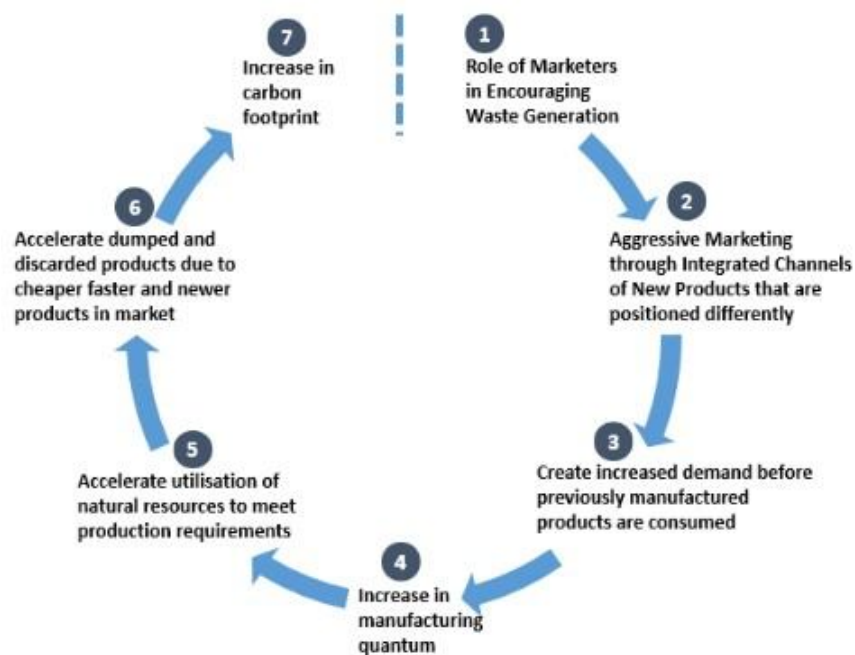 1
Role of Marketers
in Encouraging
Waste Generation
2
Aggressive Marketing
through Integrated Channels
of New Products that are
positioned differently
3
Create increased demand before
previously manufactured
products are consumed
4
Increase in
manufacturing
quantum
5
Accelerate utilisation of
natural resources to meet
production requirements
6
Accelerate dumped and
discarded products due to
cheaper faster and newer
products in market
7
Increase in
carbon
footprint